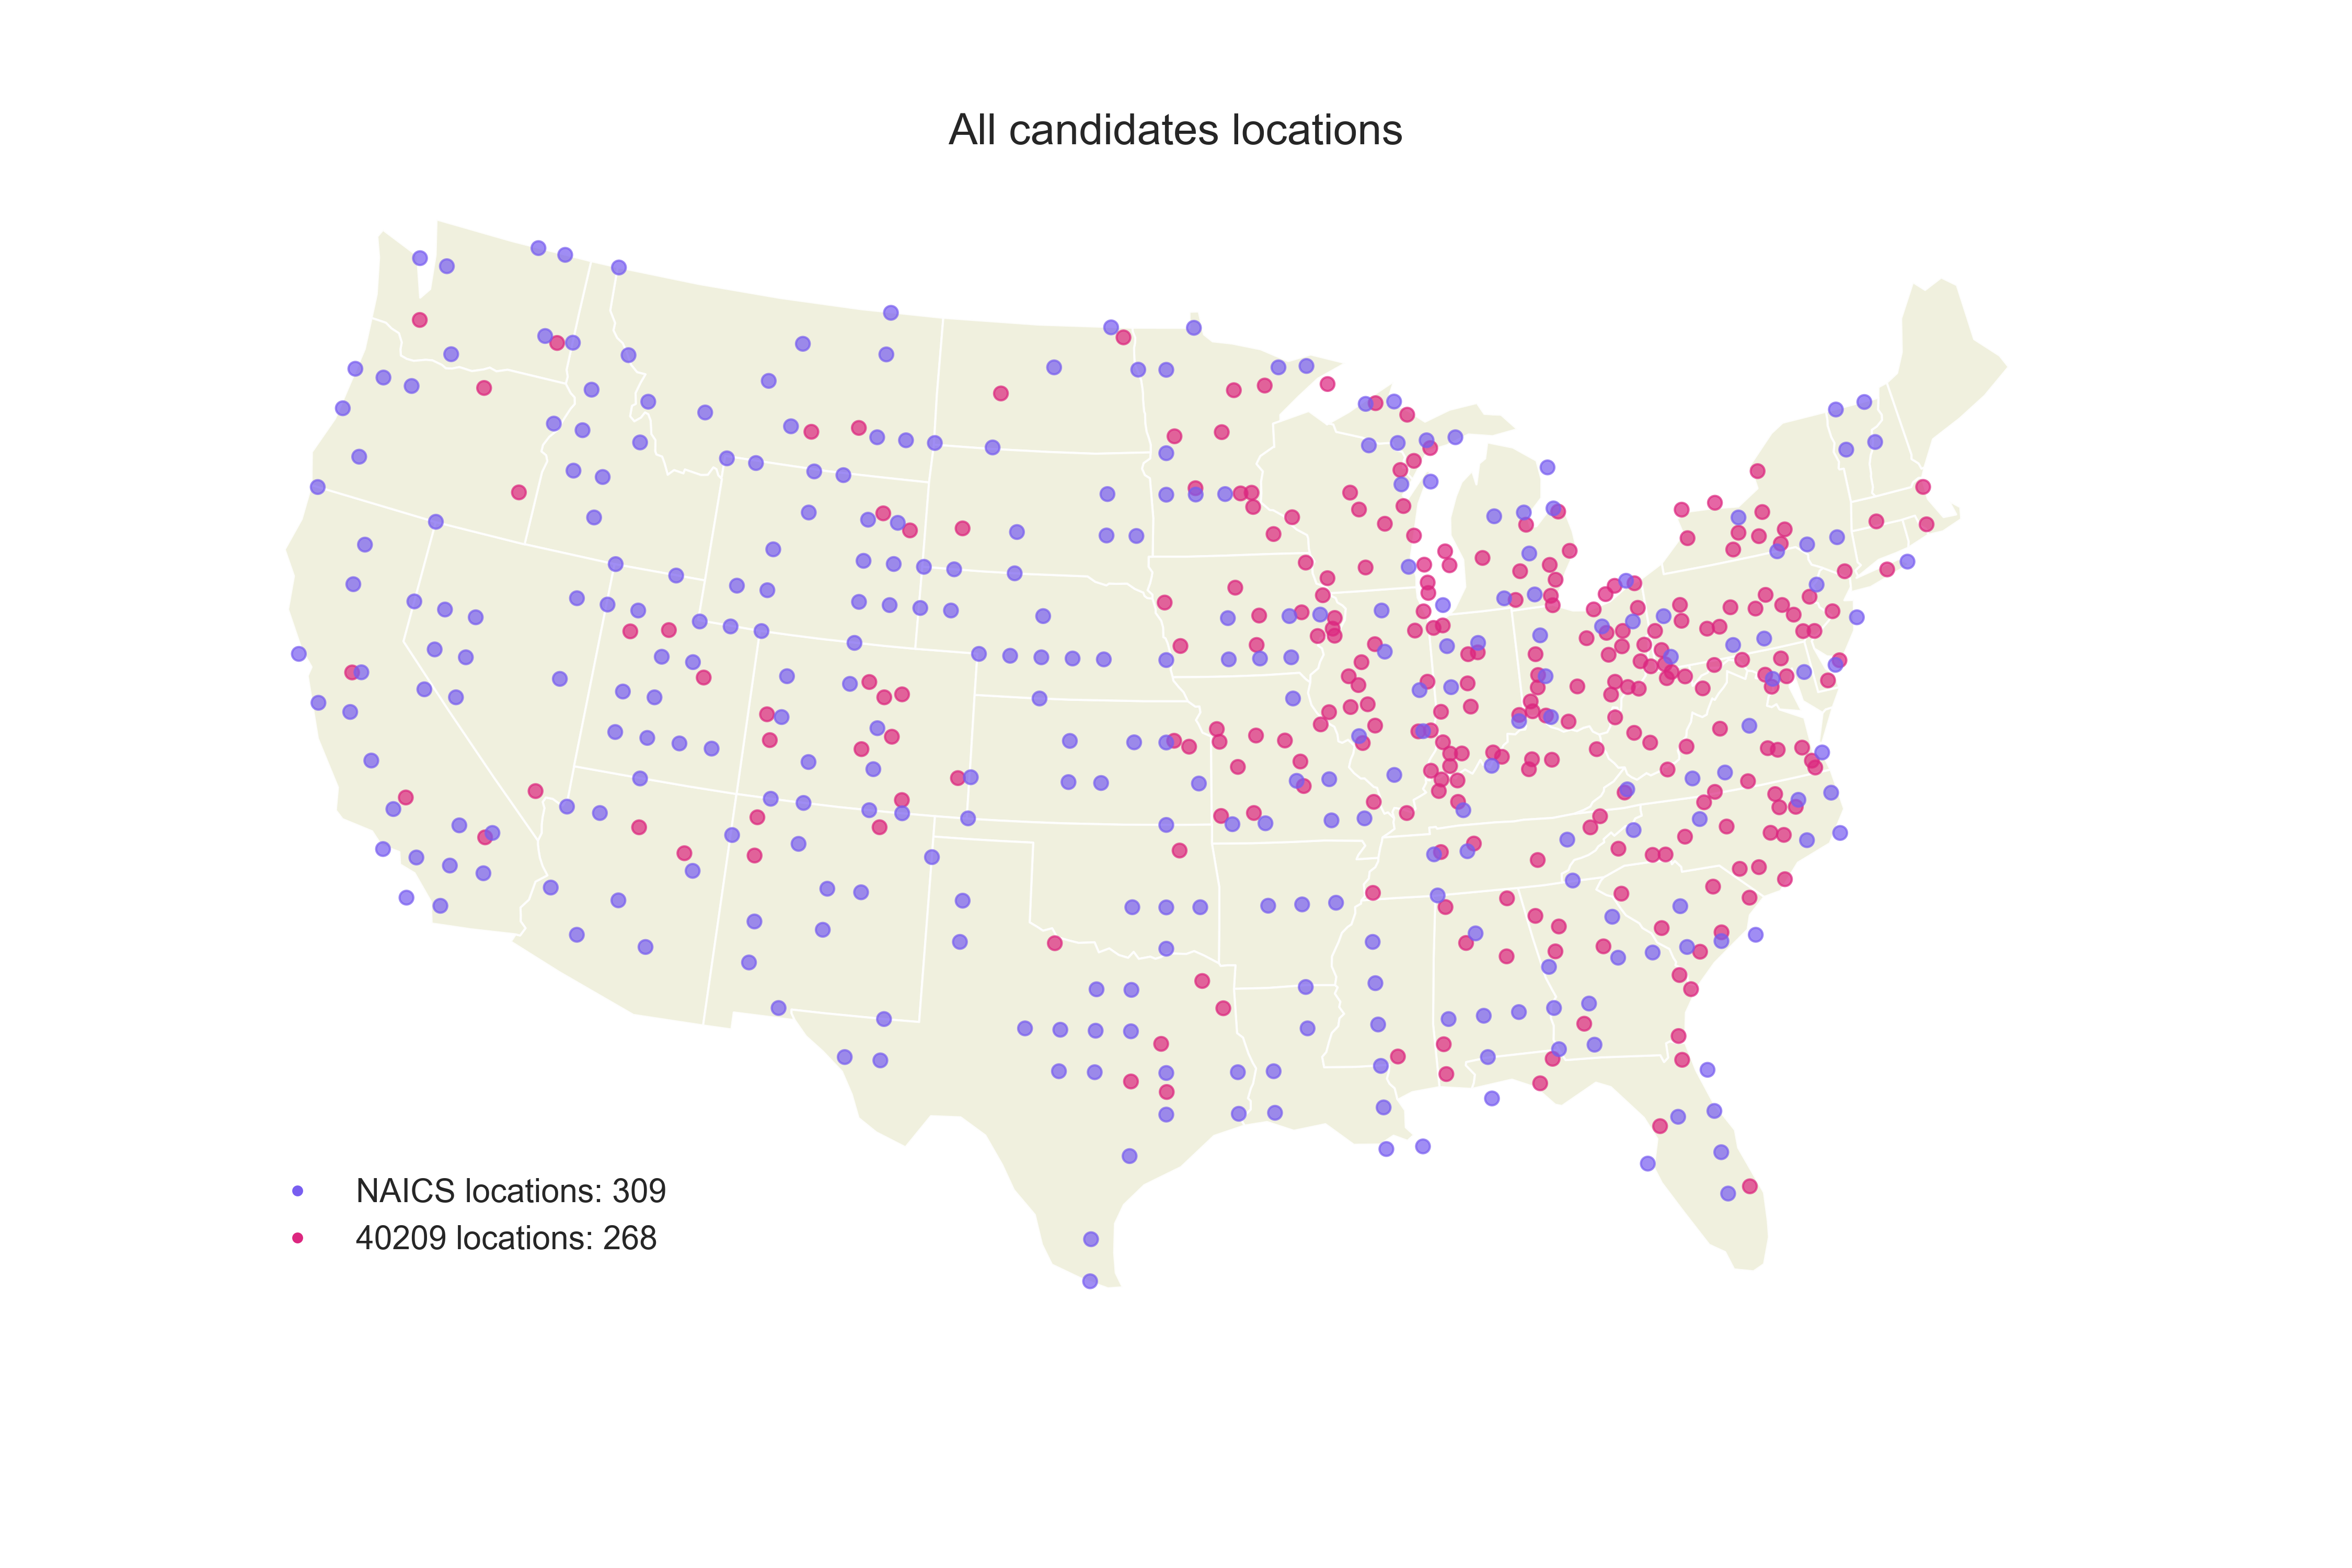 All candidates locations
NAICS locations: 309
40209 locations: 268